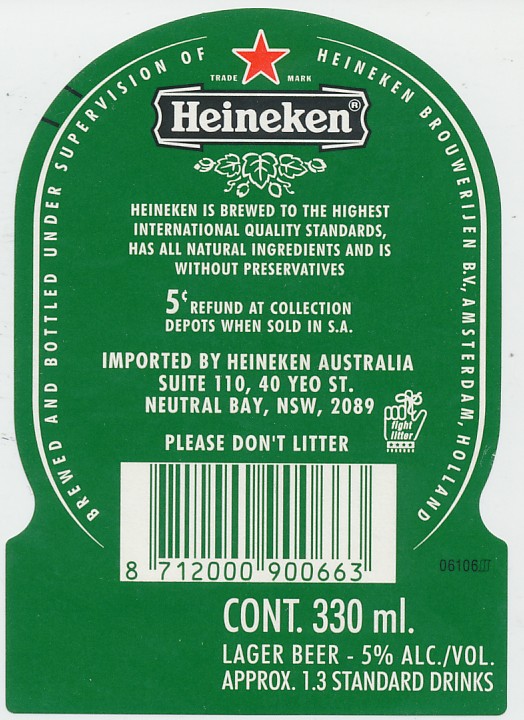 BREWED AND BOTTLED UNDER SUPERVISION OF
HEINEKEN BROUWERIJEN B.V., AMSTERDAM, HOLLAND
TRADE MARK
Heineken®
HEINEKEN IS BREWED TO THE HIGHEST
INTERNATIONAL QUALITY STANDARDS,
HAS ALL NATURAL INGREDIENTS AND IS
WITHOUT PRESERVATIVES
5¢ REFUND AT COLLECTION
DEPOTS WHEN SOLD IN S.A.
IMPORTED BY HEINEKEN AUSTRALIA
SUITE 110, 40 YEO ST.
NEUTRAL BAY, NSW, 2089
fight
litter
PLEASE DON'T LITTER
8 712000 900663
06106III
CONT. 330 ml.
LAGER BEER - 5% ALC./VOL.
APPROX. 1.3 STANDARD DRINKS